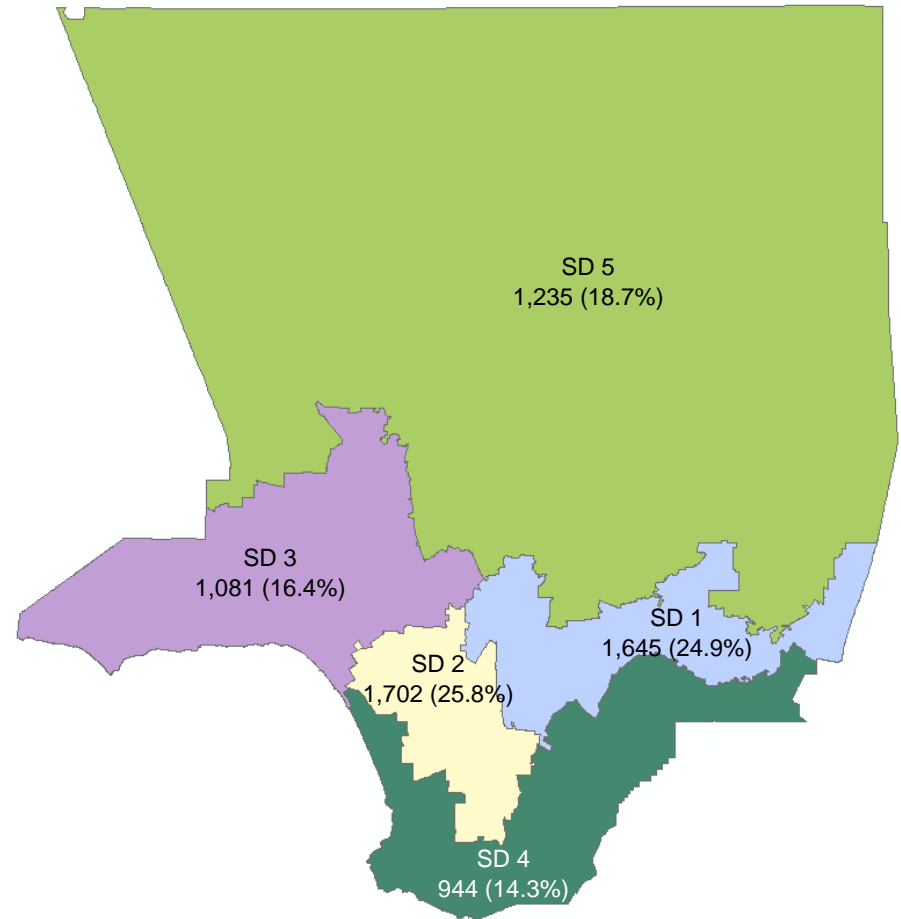 SD 5
1,235 (18.7%)
SD 3
1,081 (16.4%)
SD 1
1,645 (24.9%)
SD 2
1,702 (25.8%)
SD 4
944 (14.3%)